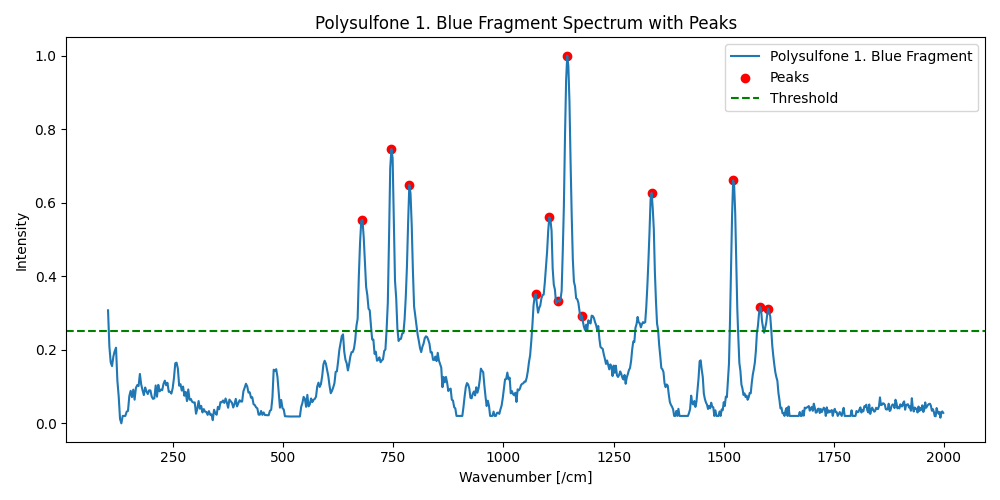 Polysulfone 1. Blue Fragment Spectrum with Peaks
Polysulfone 1. Blue Fragment
Peaks
Threshold
Intensity
1.0
0.8
0.6
0.4
0.2
0.0
250
500
750
1000
1250
1500
1750
2000
Wavenumber [/cm]